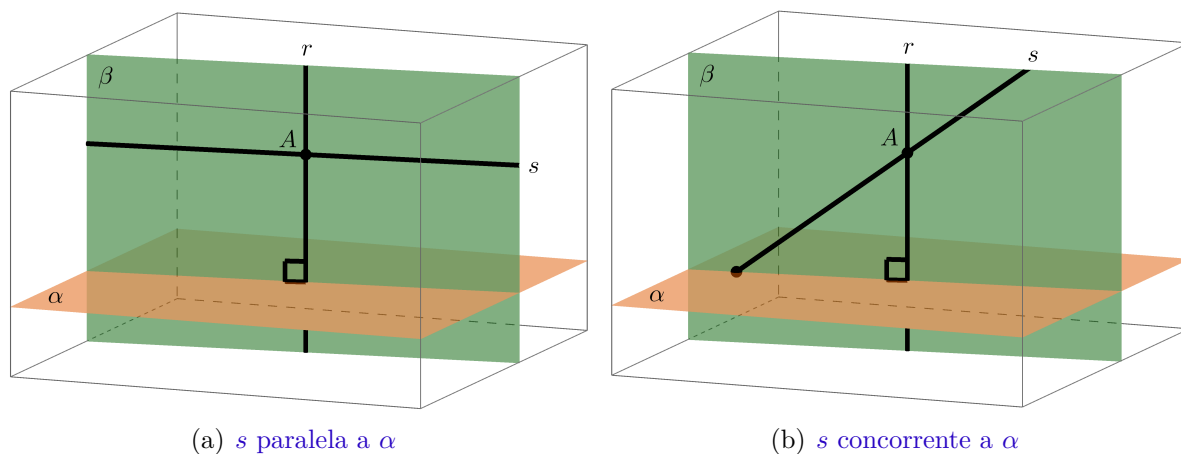 r
β
A
s
α
(a) s paralela a α
r
s
β
A
α
(b) s concorrente a α